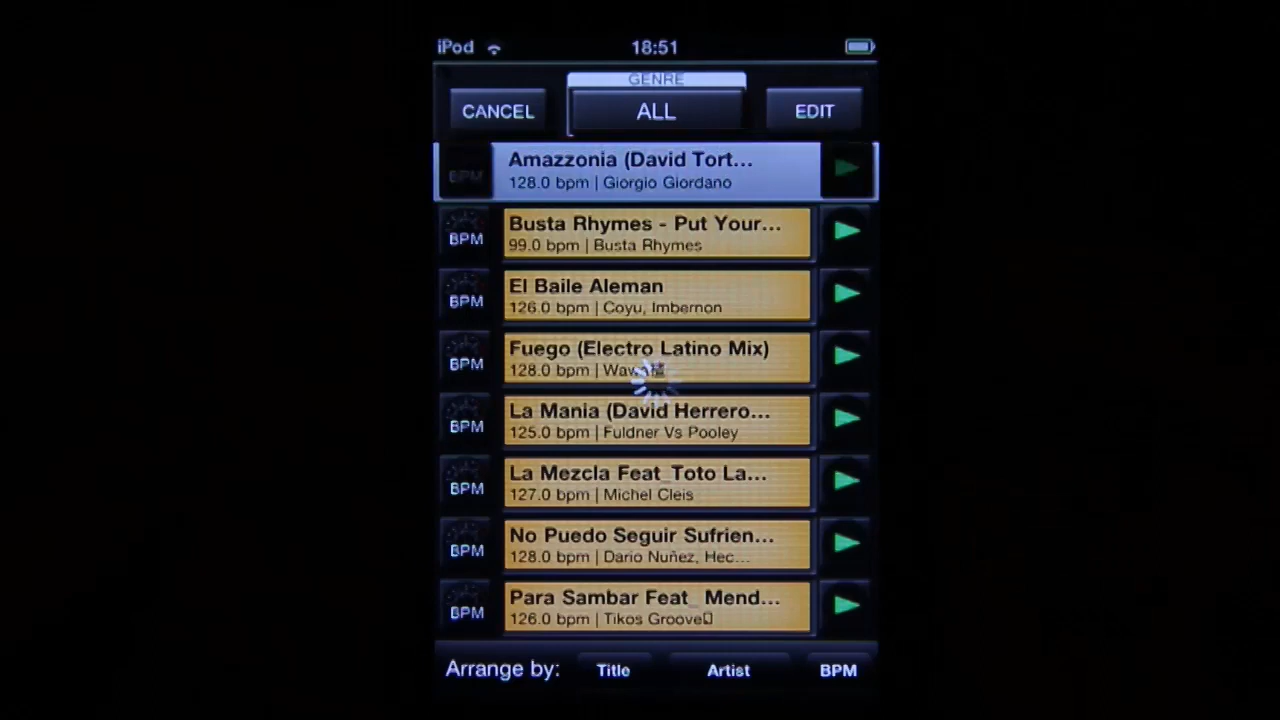 iPod 18:51
GENRE
CANCEL ALL EDIT
BPM Amazzonia (David Tort...
128.0 bpm | Giorgio Giordano
Busta Rhymes - Put Your...
BPM 99.0 bpm | Busta Rhymes
El Baile Aleman
BPM 126.0 bpm | Coyu, Imbernon
Fuego (Electro Latino Mix)
BPM 128.0 bpm |
La Mania (David Herrero...
BPM 125.0 bpm | Fuldner Vs Pooley
La Mezcla Feat_Toto La...
BPM 127.0 bpm | Michel Cleis
No Puedo Seguir Sufrien...
BPM 128.0 bpm | Dario Nuñez, Hec...
Para Sambar Feat_ Mend...
BPM 126.0 bpm | Tikos Groove
Arrange by: Title Artist BPM